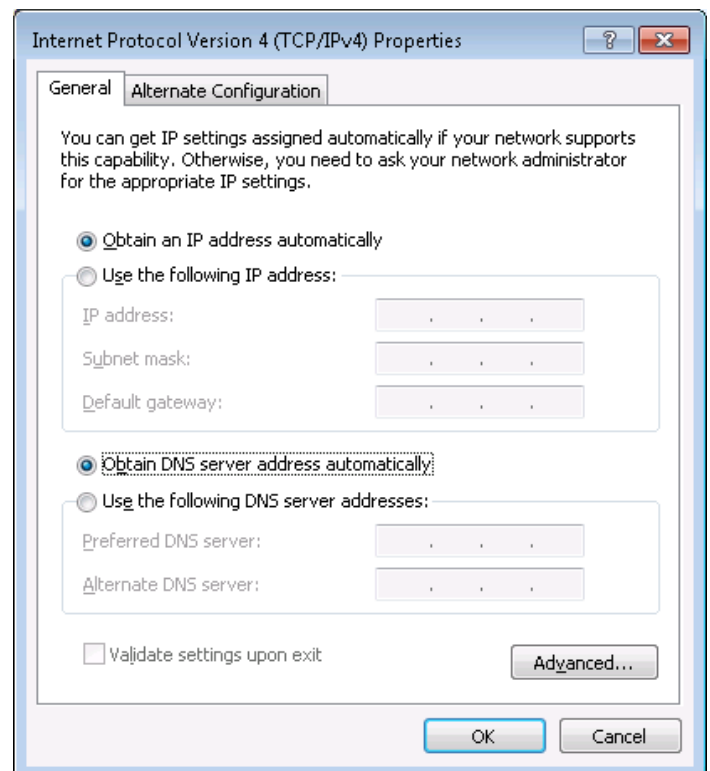 Internet Protocol Version 4 (TCP/IPv4) Properties
General
Alternate Configuration
You can get IP settings assigned automatically if your network supports
this capability. Otherwise, you need to ask your network administrator
for the appropriate IP settings.
Obtain an IP address automatically
Use the following IP address:
IP address:
Subnet mask:
Default gateway:
Obtain DNS server address automatically
Use the following DNS server addresses:
Preferred DNS server:
Alternate DNS server:
Validate settings upon exit
Advanced...
OK
Cancel